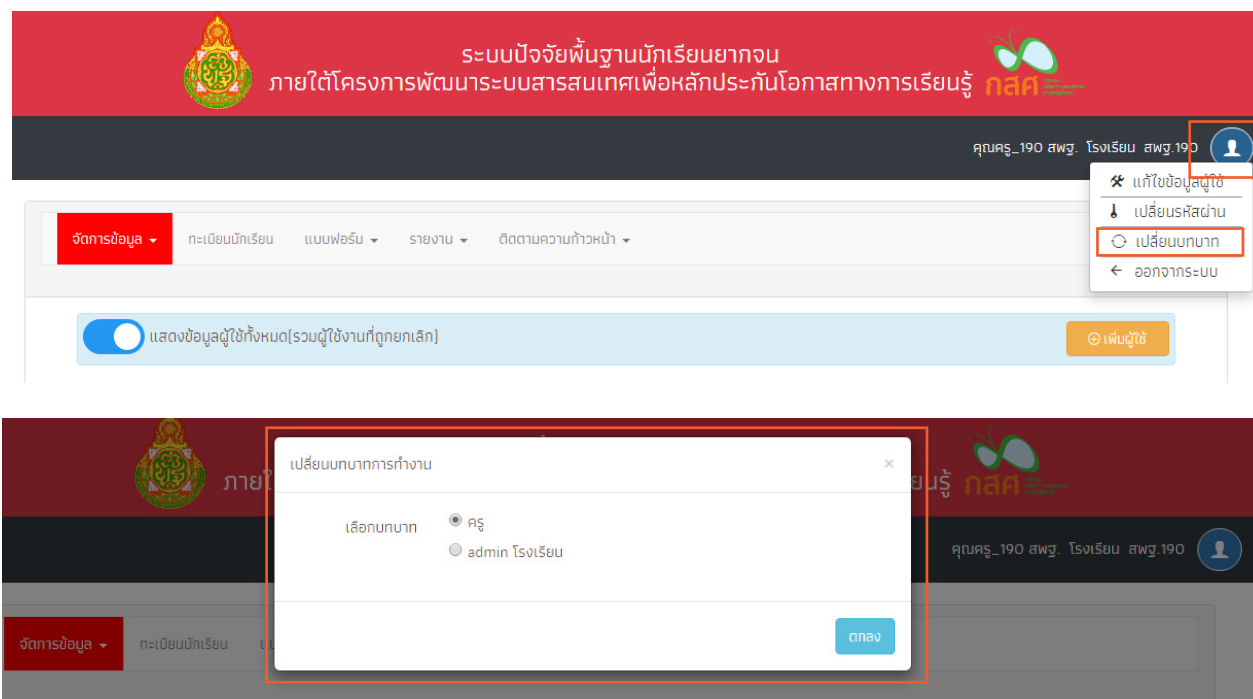 ระบบปัจจัยพื้นฐานนักเรียนยากจน
ภายใต้โครงการพัฒนาระบบสารสนเทศเพื่อหลักประกันโอกาสทางการเรียนรู้
กสศ
คุณครู_190 สพฐ. โรงเรียน สพฐ.190
แก้ไขข้อมูลผู้ใช้
เปลี่ยนรหัสผ่าน
เปลี่ยนบทบาท
ออกจากระบบ
จัดการข้อมูล ทะเบียนนักเรียน แบบฟอร์ม รายงาน ติดตามความก้าวหน้า
แสดงข้อมูลผู้ใช้ทั้งหมด(รวมผู้ใช้งานที่ถูกยกเลิก)
เพิ่มผู้ใช้
เปลี่ยนบทบาทการทำงาน ×
ภายใ ยนรู้ กสศ
เลือกบทบาท
ครู
admin โรงเรียน
คุณครู_190 สพฐ. โรงเรียน สพฐ.190
ตกลง
จัดการข้อมูล ทะเบียนนักเรียน